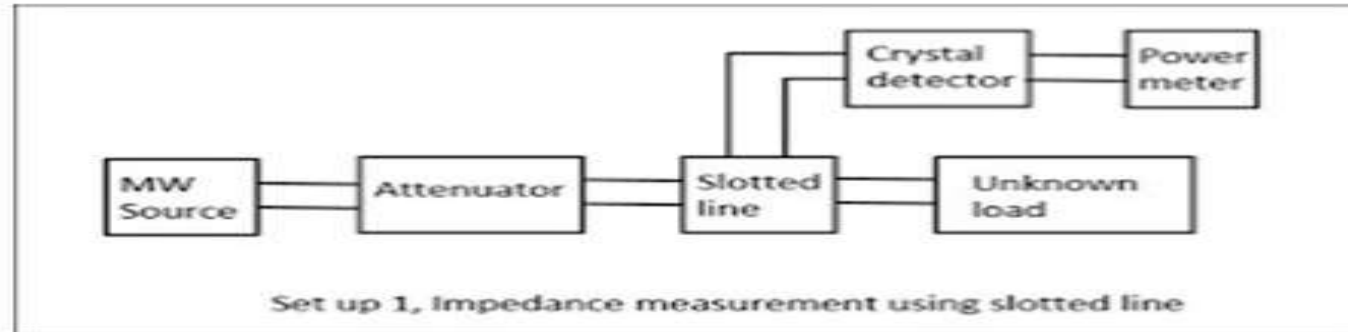 Crystal
detector
Power
meter
MW
Source
Attenuator
Slotted
line
Unknown
load
Set up 1, Impedance measurement using slotted line